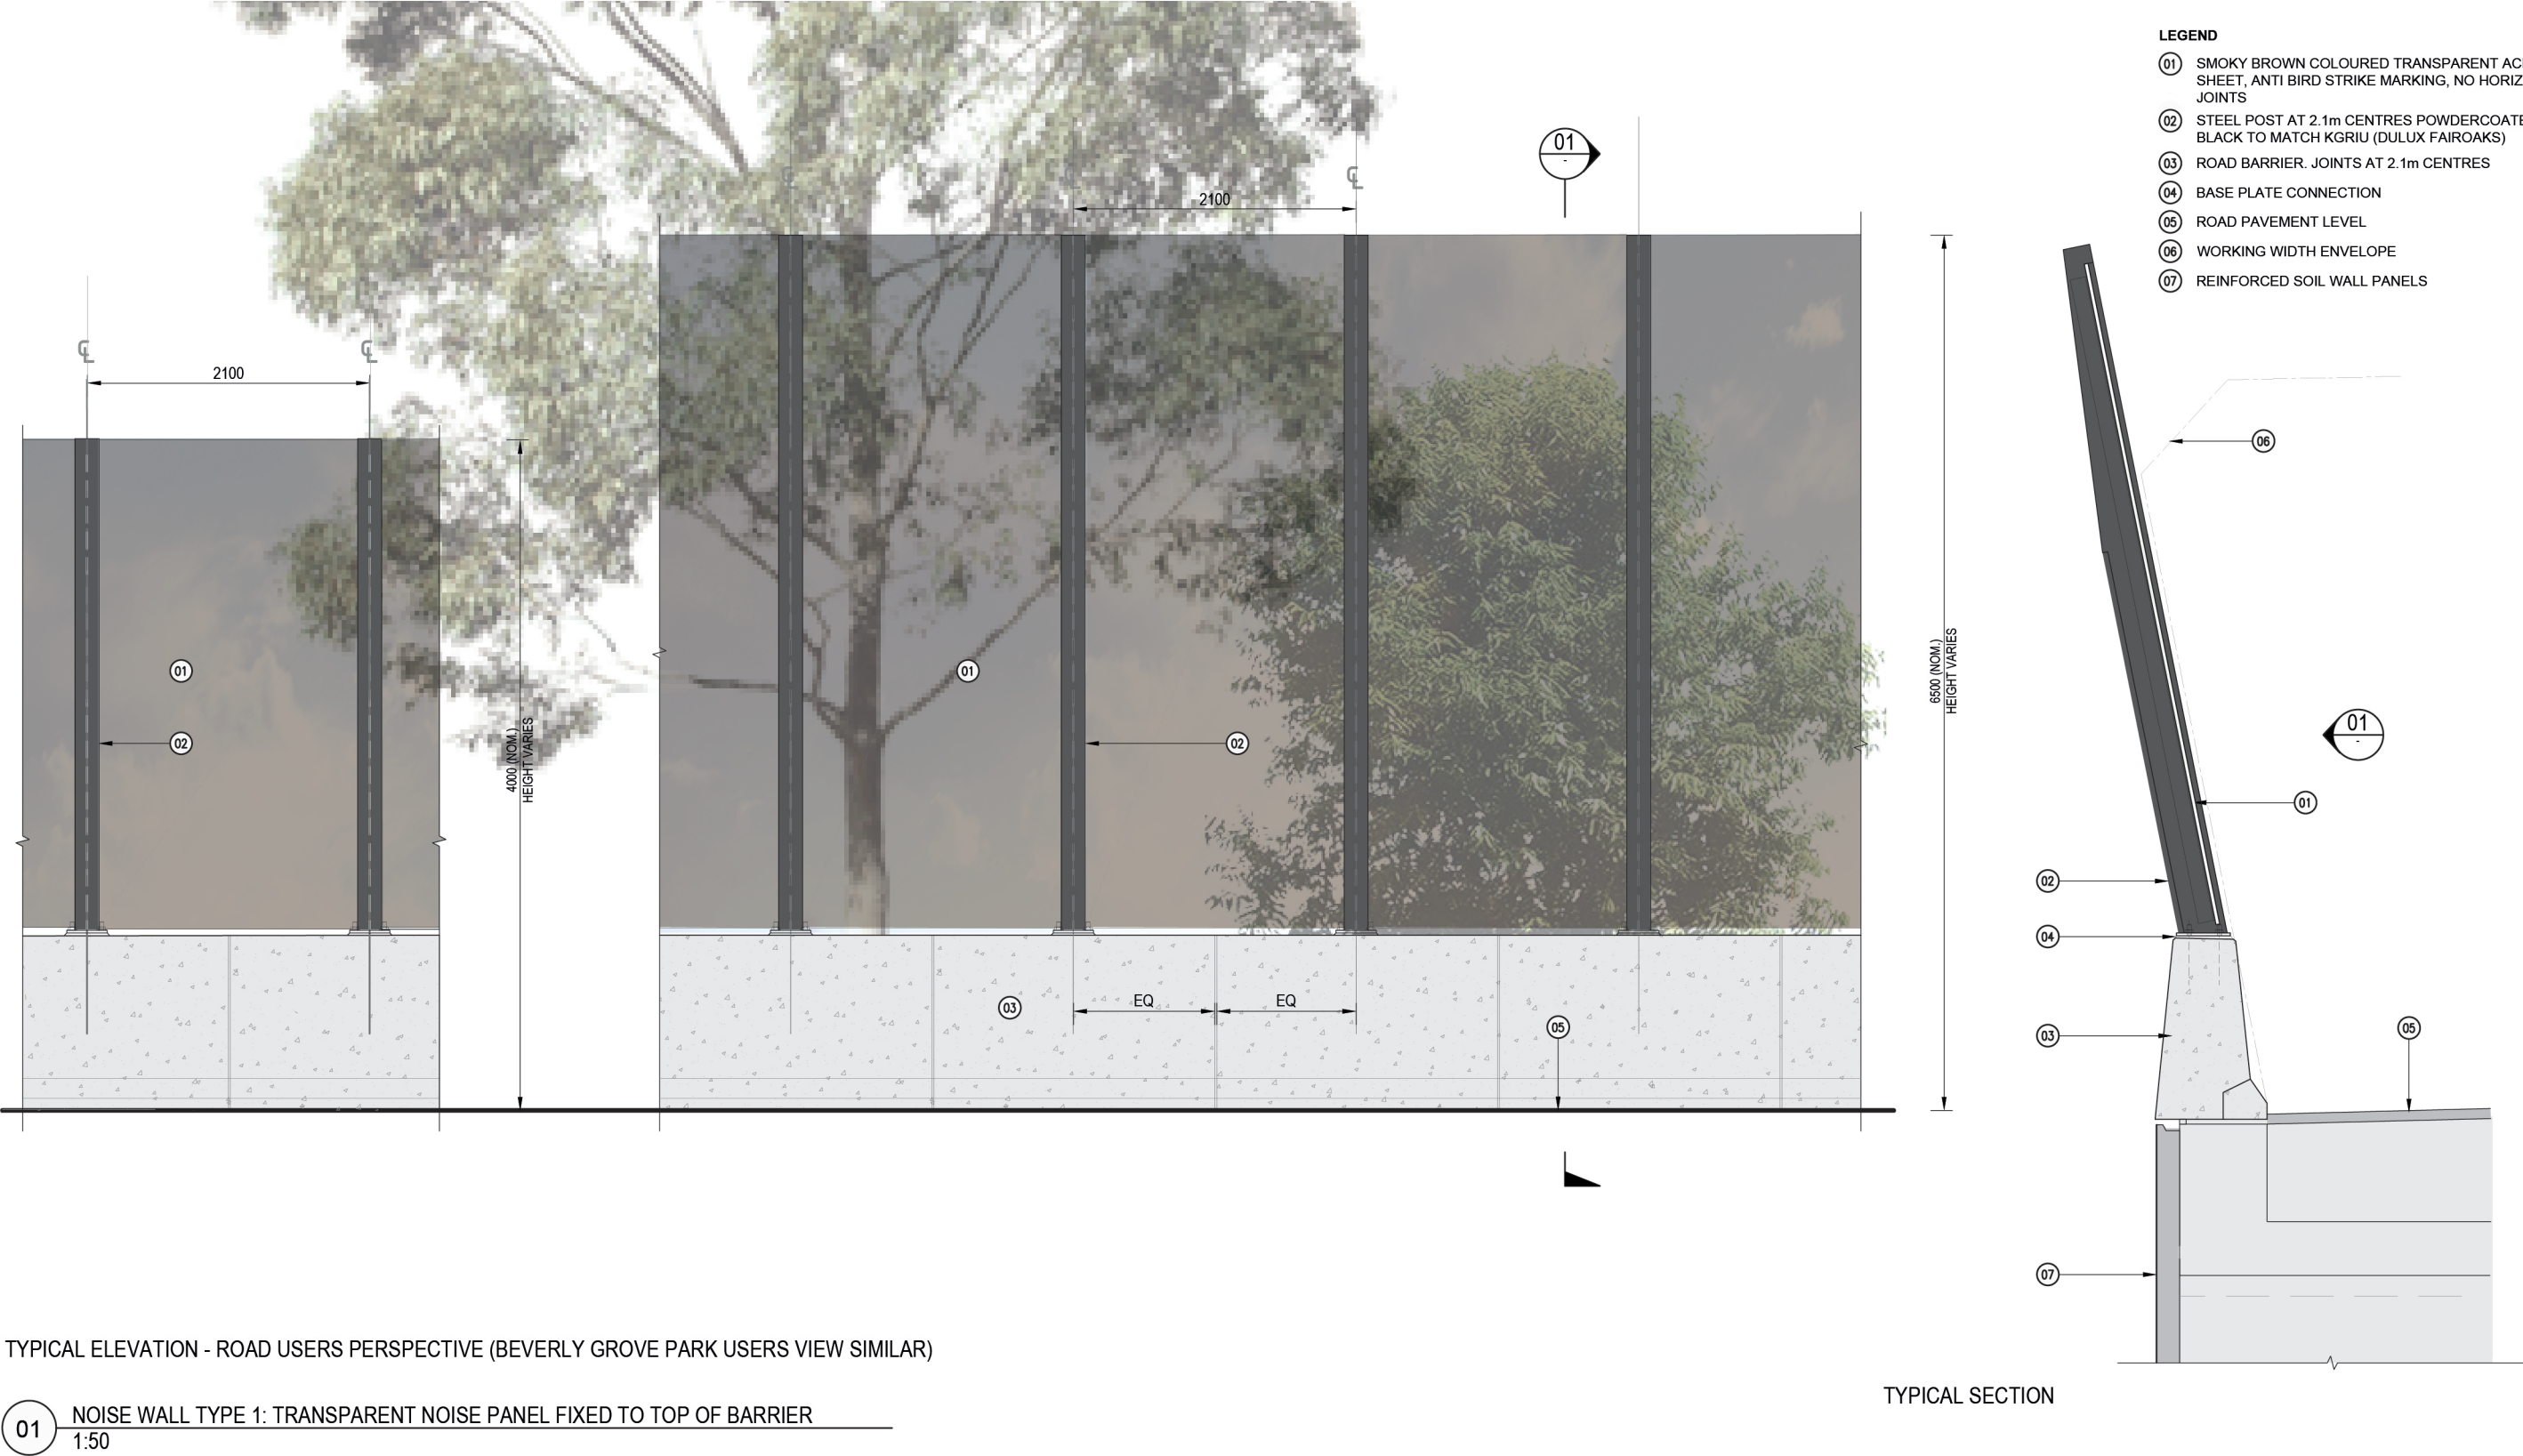 LEGEND
01 SMOKY BROWN COLOURED TRANSPARENT
SHEET, ANTI BIRD STRIKE MARKING, NO
JOINTS
02 STEEL POST AT 2.1m CENTRES
BLACK TO MATCH KGRIU (DULUX FAIROAKS)
03 ROAD BARRIER. JOINTS AT 2.1m CENTRES
04 BASE PLATE CONNECTION
05 ROAD PAVEMENT LEVEL
06 WORKING WIDTH ENVELOPE
07 REINFORCED SOIL WALL PANELS
01
-
2100
2100
01
02
4000 (NOM.)
HEIGHT VARIES
01
02
03
EQ
EQ
05
6500 (NOM.)
HEIGHT VARIES
06
01
-
01
02
04
03
05
07
TYPICAL ELEVATION - ROAD USERS PERSPECTIVE (BEVERLY GROVE PARK USERS VIEW SIMILAR)
TYPICAL SECTION
01 NOISE WALL TYPE 1: TRANSPARENT NOISE PANEL FIXED TO TOP OF BARRIER
1:50